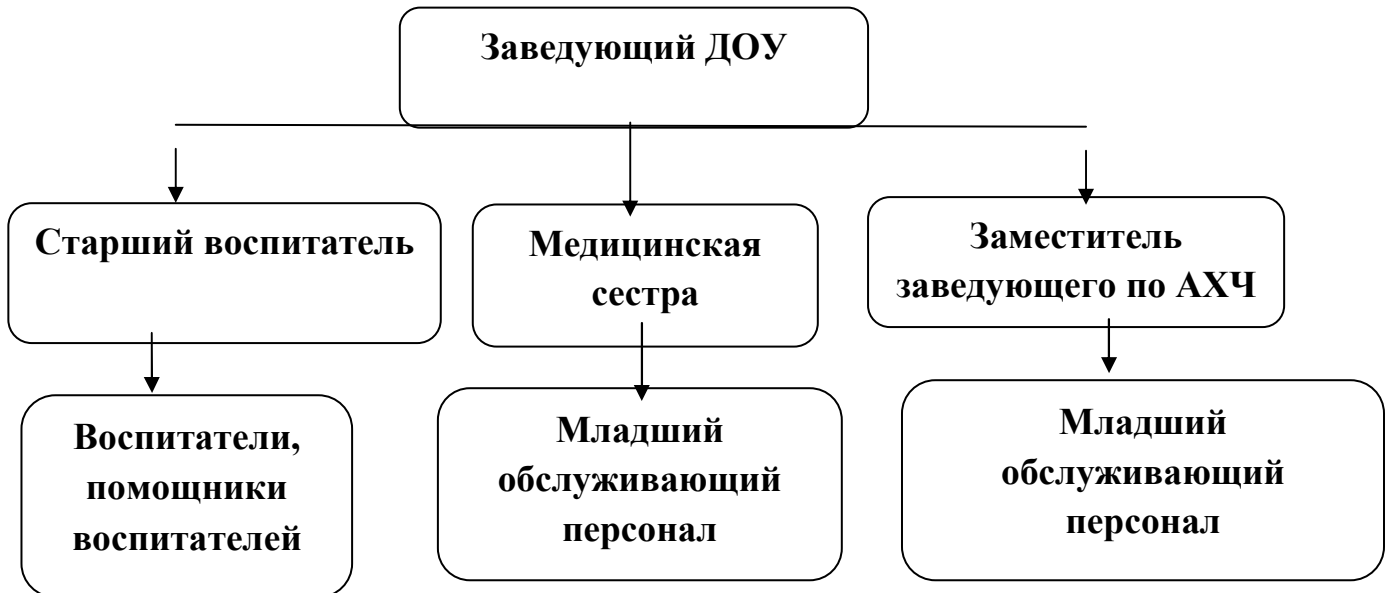 Заведующий ДОУ
Старший воспитатель
Медицинская
сестра
Заместитель
заведующего по АХЧ
Воспитатели,
помощники
воспитателей
Младший
обслуживающий
персонал
Младший
обслуживающий
персонал